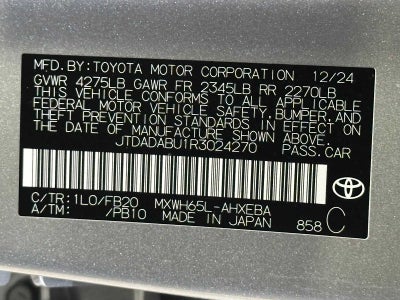 MFD.BY:TOYOTA MOTOR CORPORATION 12/24
GVWR 4275LB GAWR FR 2345LB RR 2270LB
THIS VEHICLE CONFORMS TO ALL APPLICABLE
FEDERAL MOTOR VEHICLE SAFETY, BUMPER, AND
THEFT PREVENTION STANDARDS IN EFFECT ON
THE DATE OF MANUFACTURE SHOWN ABOVE.
JTDADABU1R3024270 PASS.CAR
C/TR:1L0/FB20 MXWH65L-AHXEBA
A/TM: /PB10 MADE IN JAPAN 858 C
TOYOTA